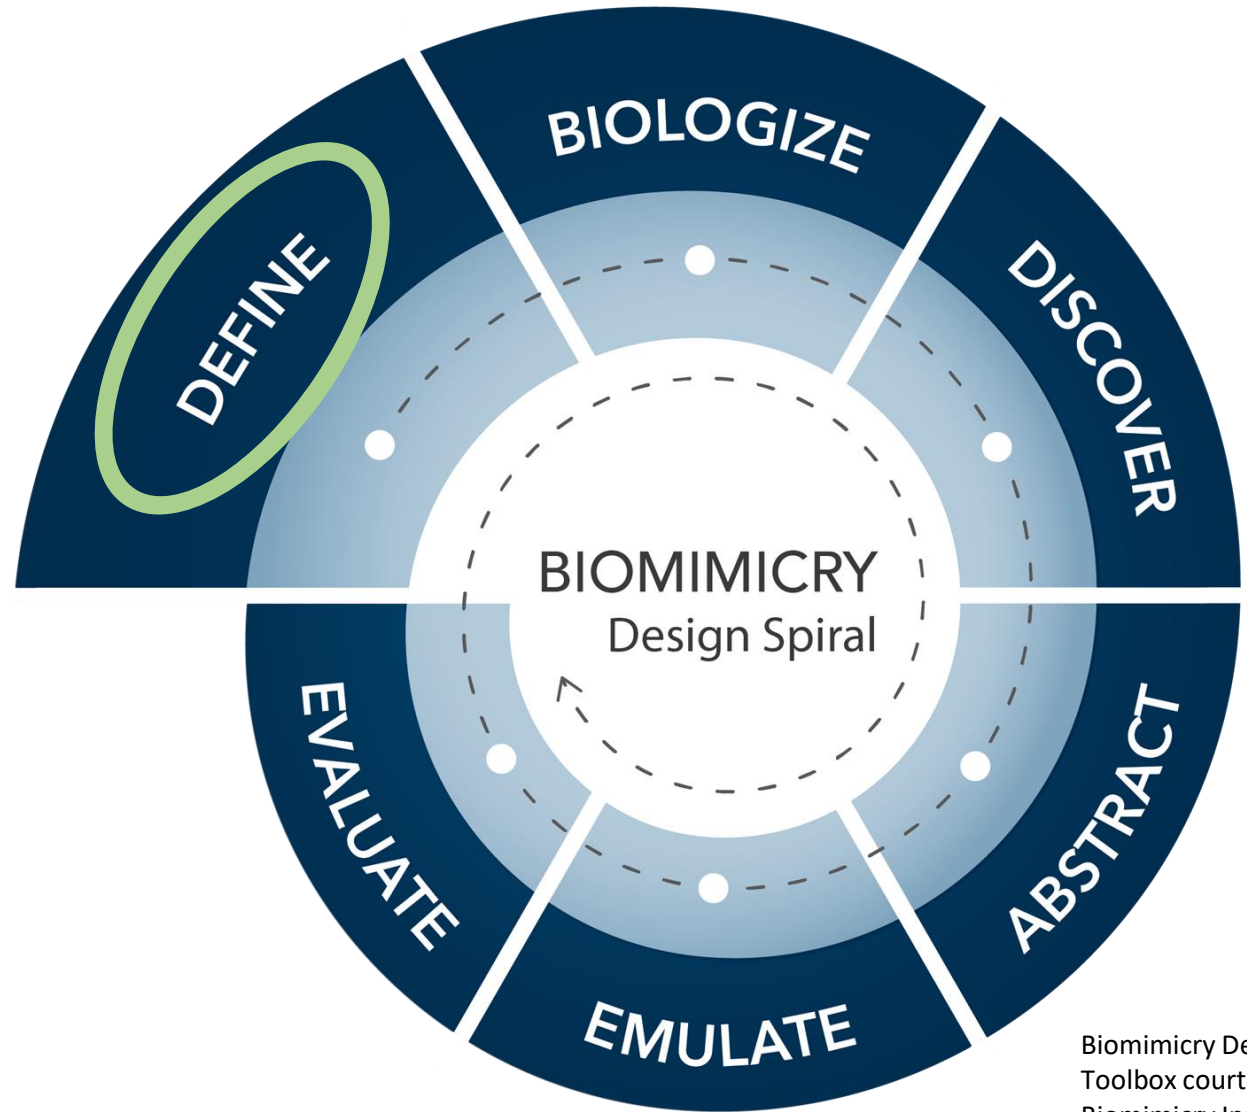 DEFINE
BIOLOGIZE
DISCOVER
ABSTRACT
EMULATE
EVALUATE
BIOMIMICRY
Design Spiral
Biomimicry De
Toolbox court